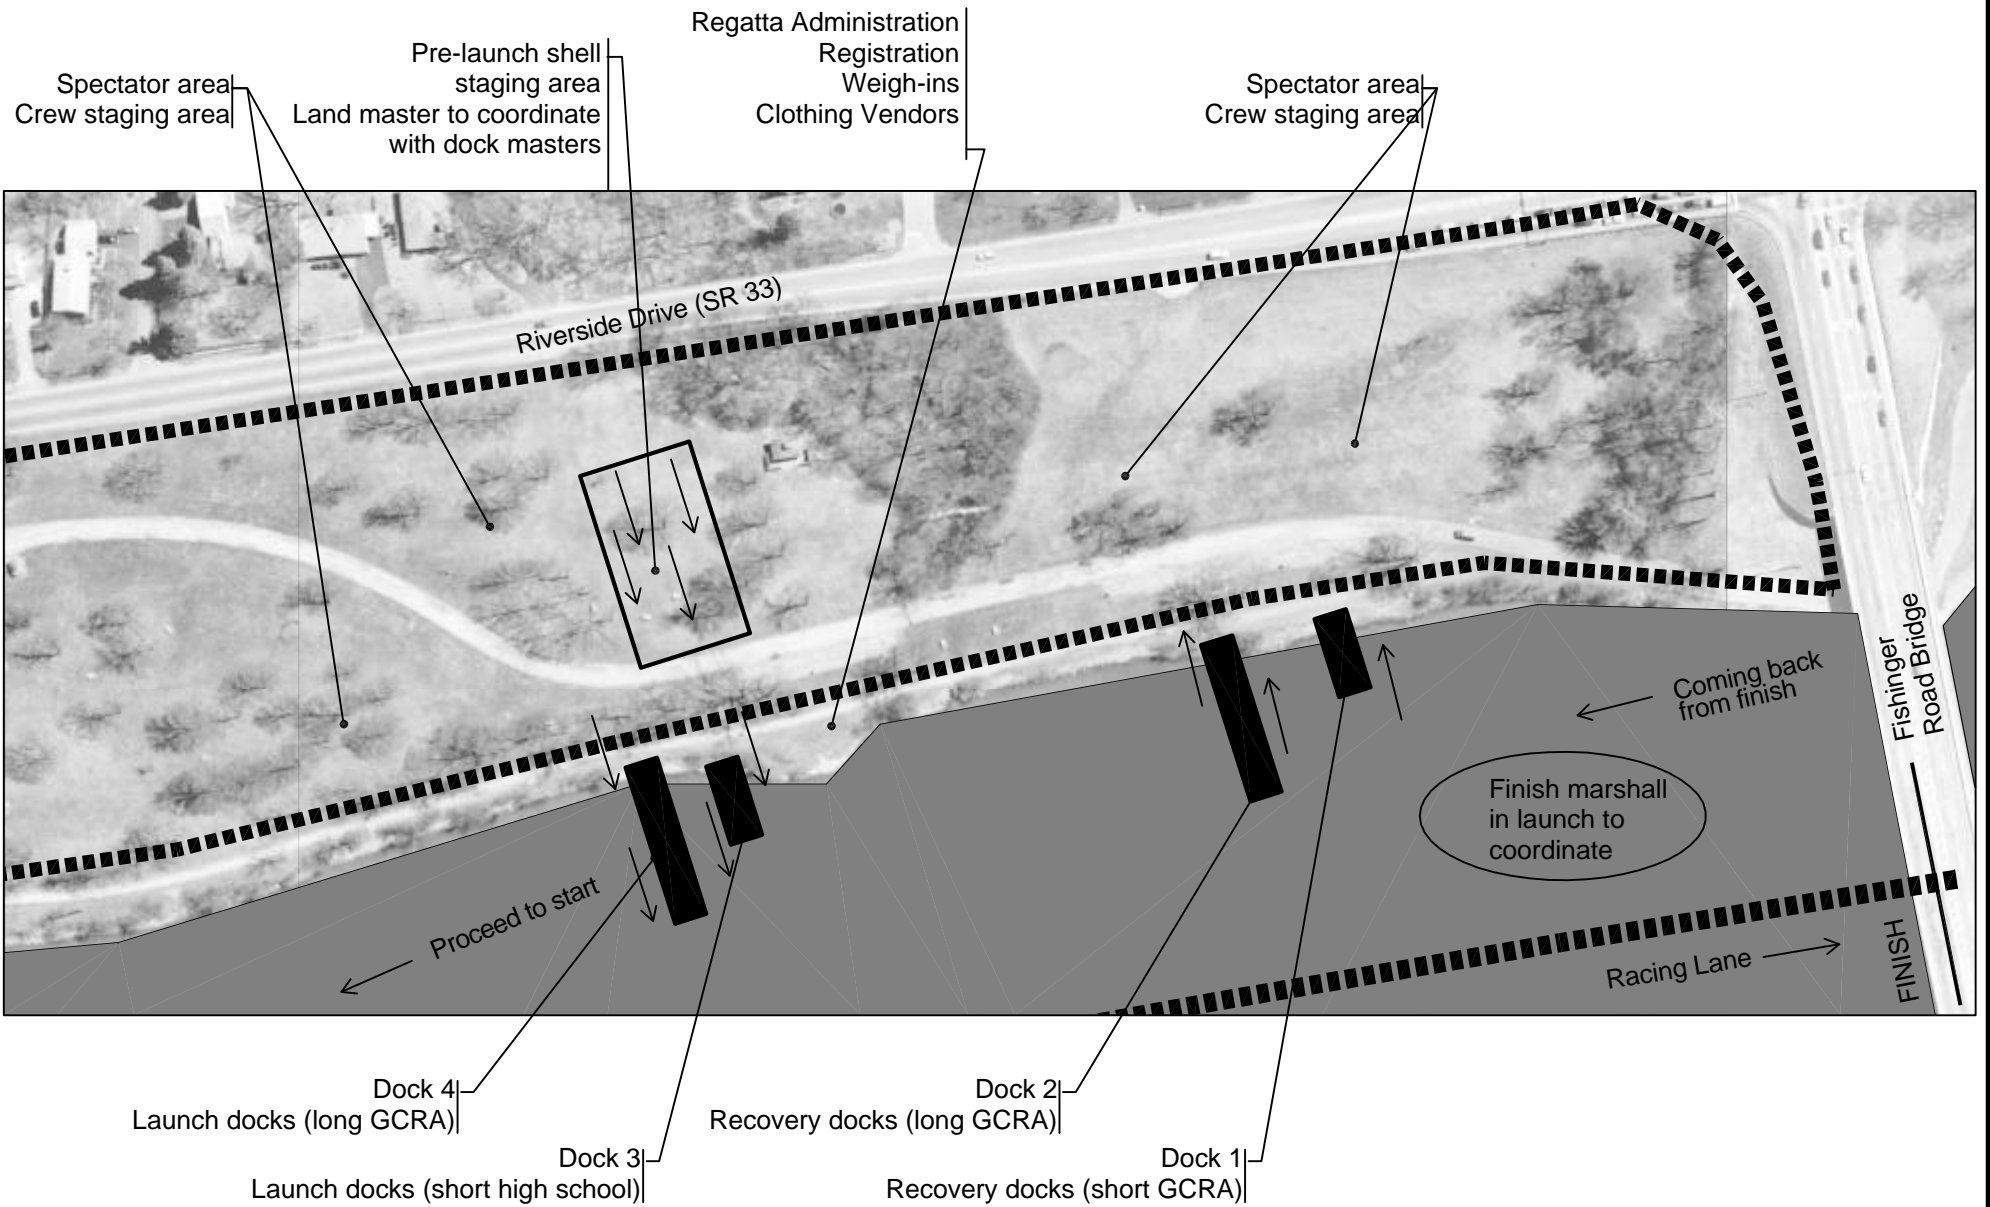 Regatta Administration
Registration
Weigh-ins
Clothing Vendors
Pre-launch shell
staging area
Land master to coordinate
with dock masters
Spectator area
Crew staging area
Spectator area
Crew staging area
Riverside Drive (SR 33)
Fishinger
Road Bridge
Coming back
from finish
Finish marshall
in launch to
coordinate
Proceed to start
Racing Lane
FINISH
Dock 4
Launch docks (long GCRA)
Dock 3
Launch docks (short high school)
Dock 2
Recovery docks (long GCRA)
Dock 1
Recovery docks (short GCRA)